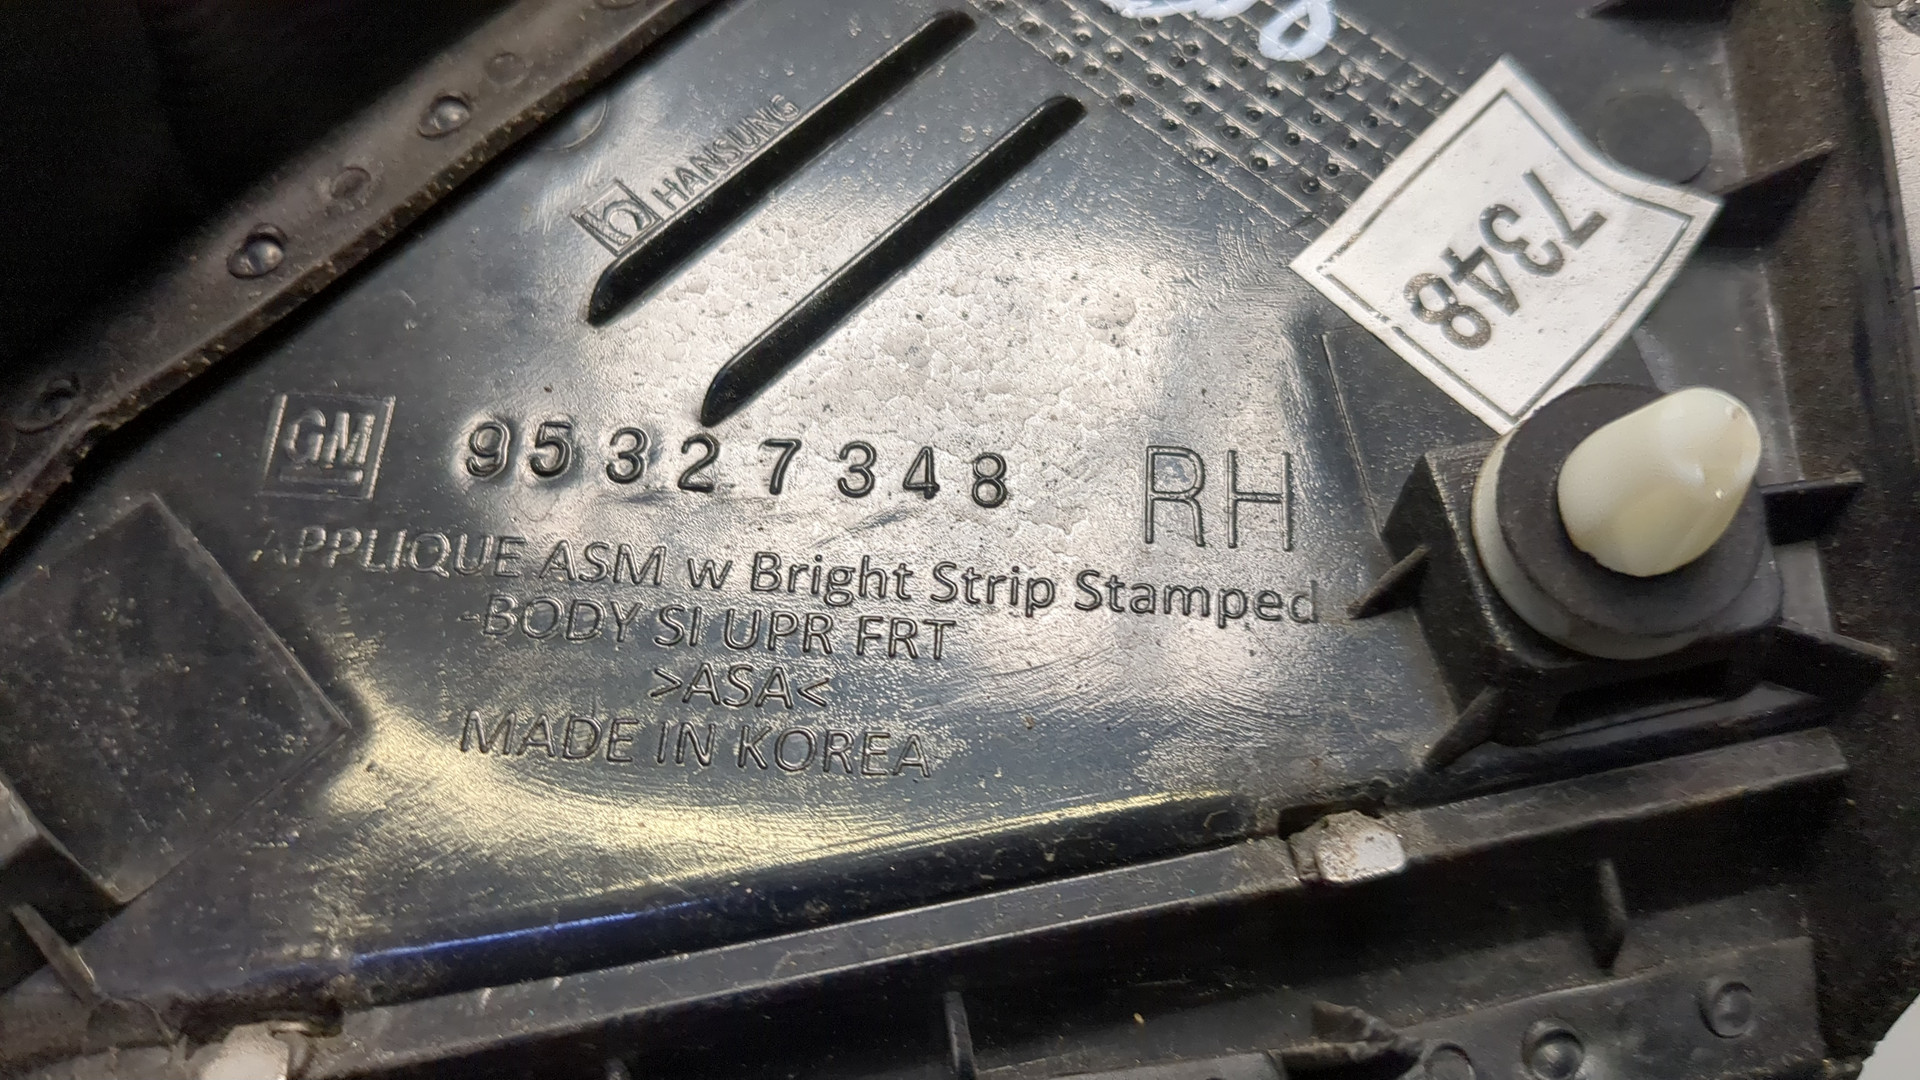 HANSUNG
7348
GM
95327348 RH
APPLIQUE ASM w Bright Strip Stamped
-BODY SI UPR FRT
>ASA<
MADE IN KOREA